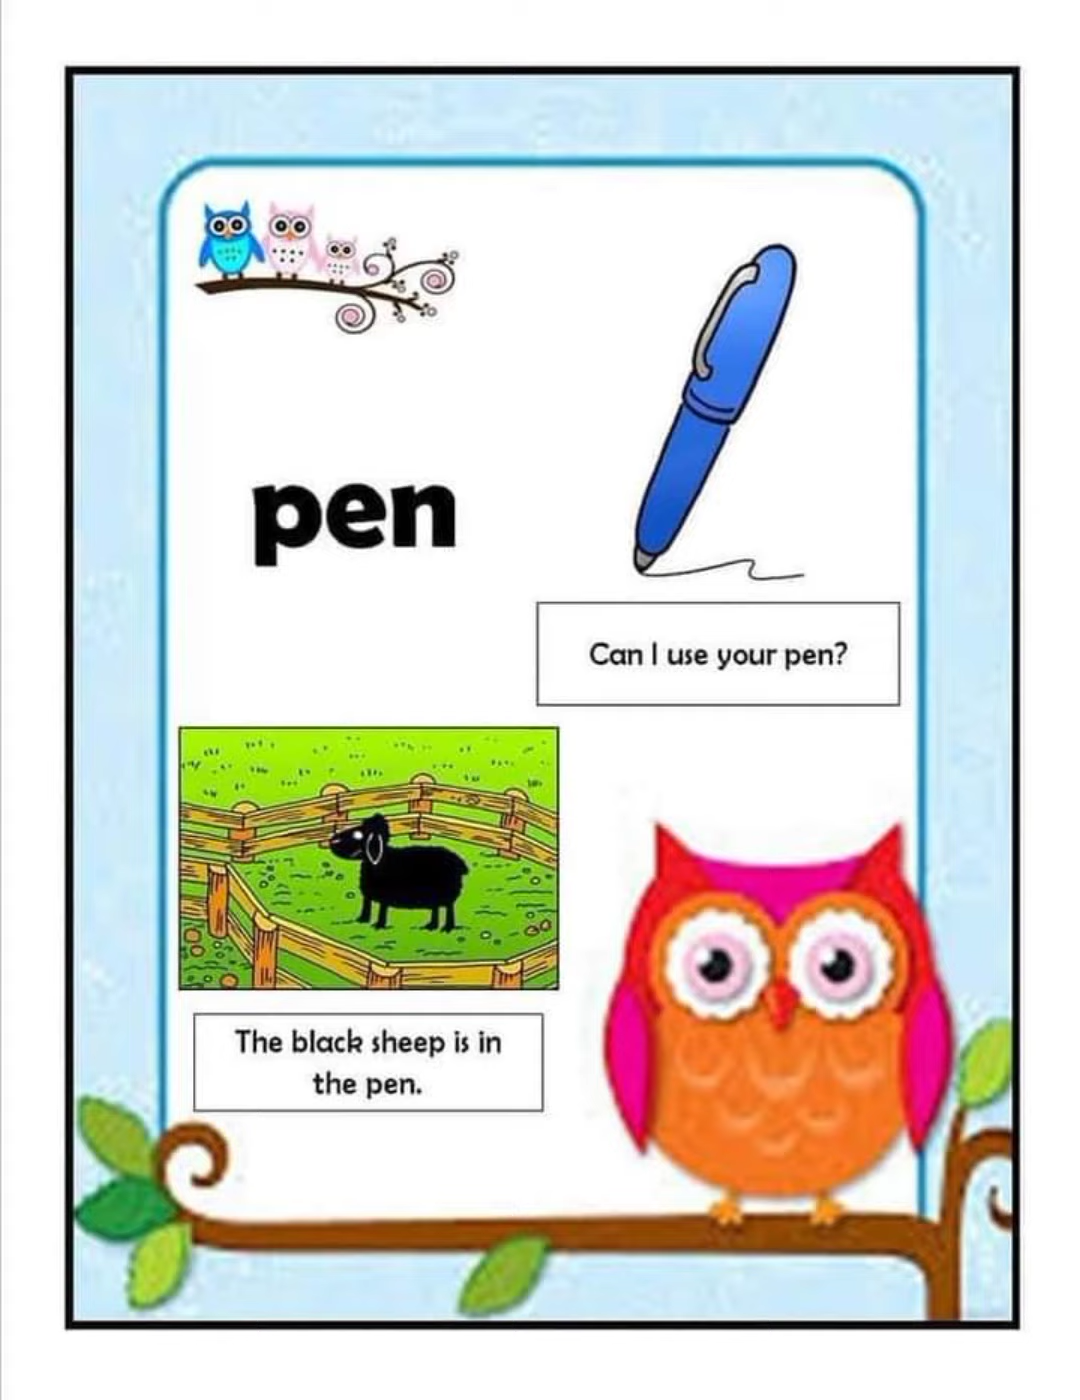 pen
Can I use your pen?
The black sheep is in
the pen.